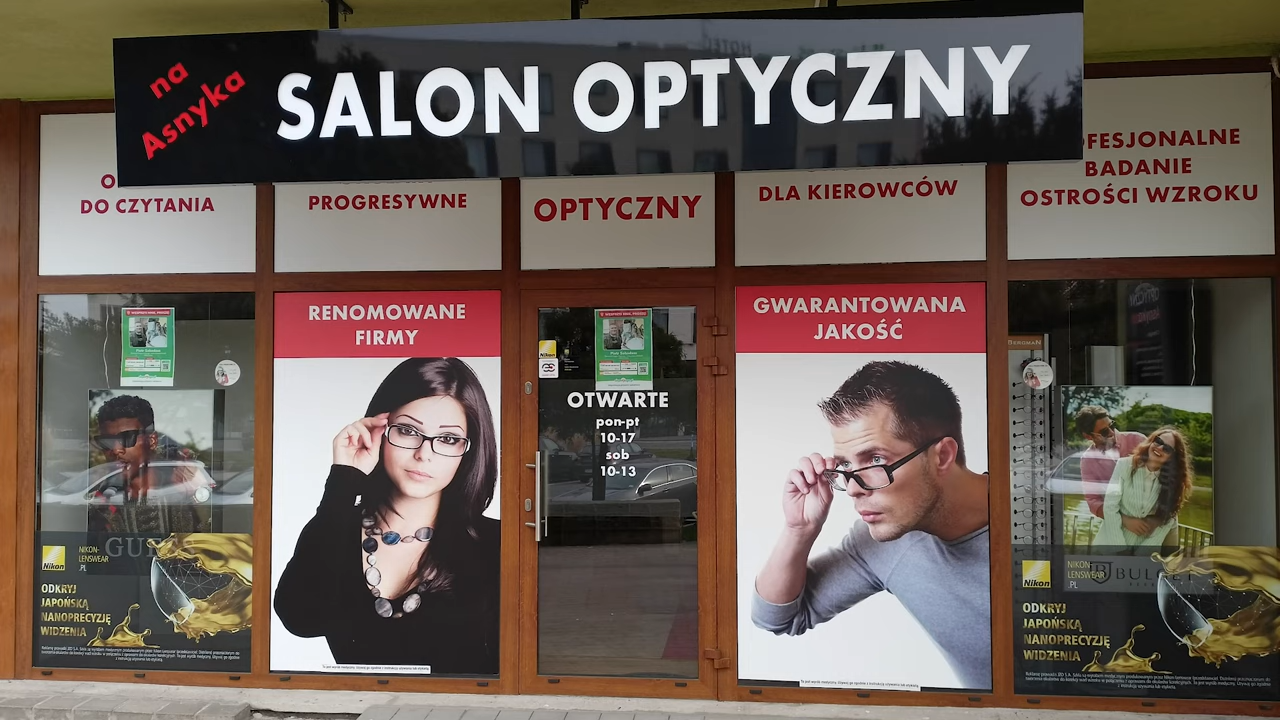 na
Asnyka
SALON OPTYCZNY
DO CZYTANIA
PROGRESYWNE
OPTYCZNY
DLA KIEROWCÓW
OFESJONALNE
BADANIE
OSTROŚCI WZROKU
RENOMOWANE
FIRMY
GWARANTOWANA
JAKOŚĆ
Nikon
OTWARTE
pon-pt
10-17
sob
10-13
BERGMAN
Nikon
NIKON-
LENSWEAR
.PL
ODKRYJ
JAPOŃSKĄ
NANOPRECYZJĘ
WIDZENIA
Nikon
NIKON-
LENSWEAR
.PL
ODKRYJ
JAPOŃSKĄ
NANOPRECYZJĘ
WIDZENIA